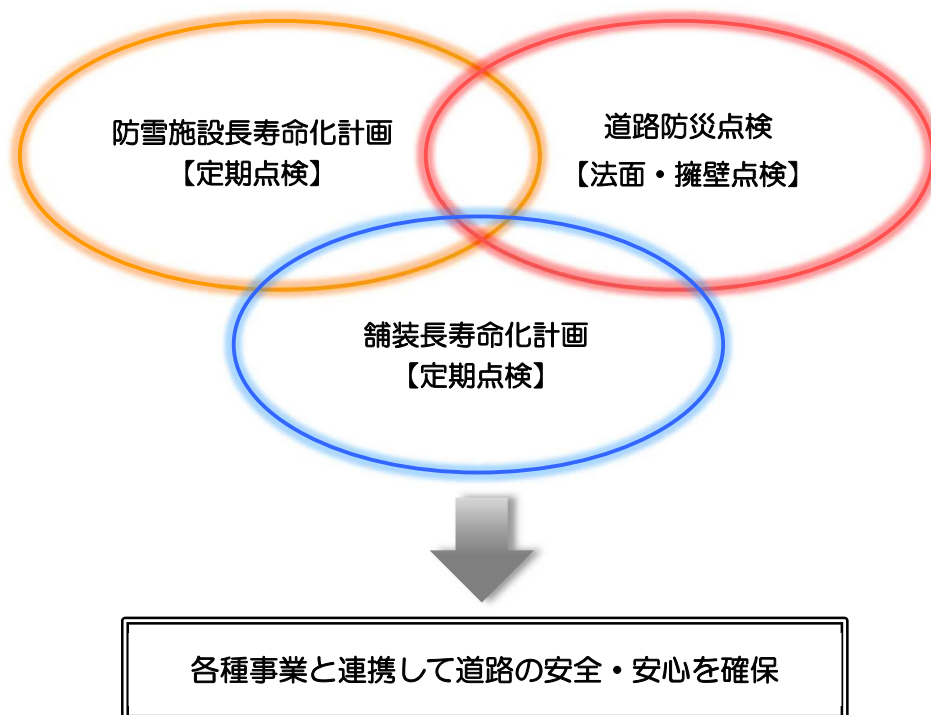 防雪施設長寿命化計画
【定期点検】
道路防災点検
【法面・擁壁点検】
舗装長寿命化計画
【定期点検】
各種事業と連携して道路の安全・安心を確保